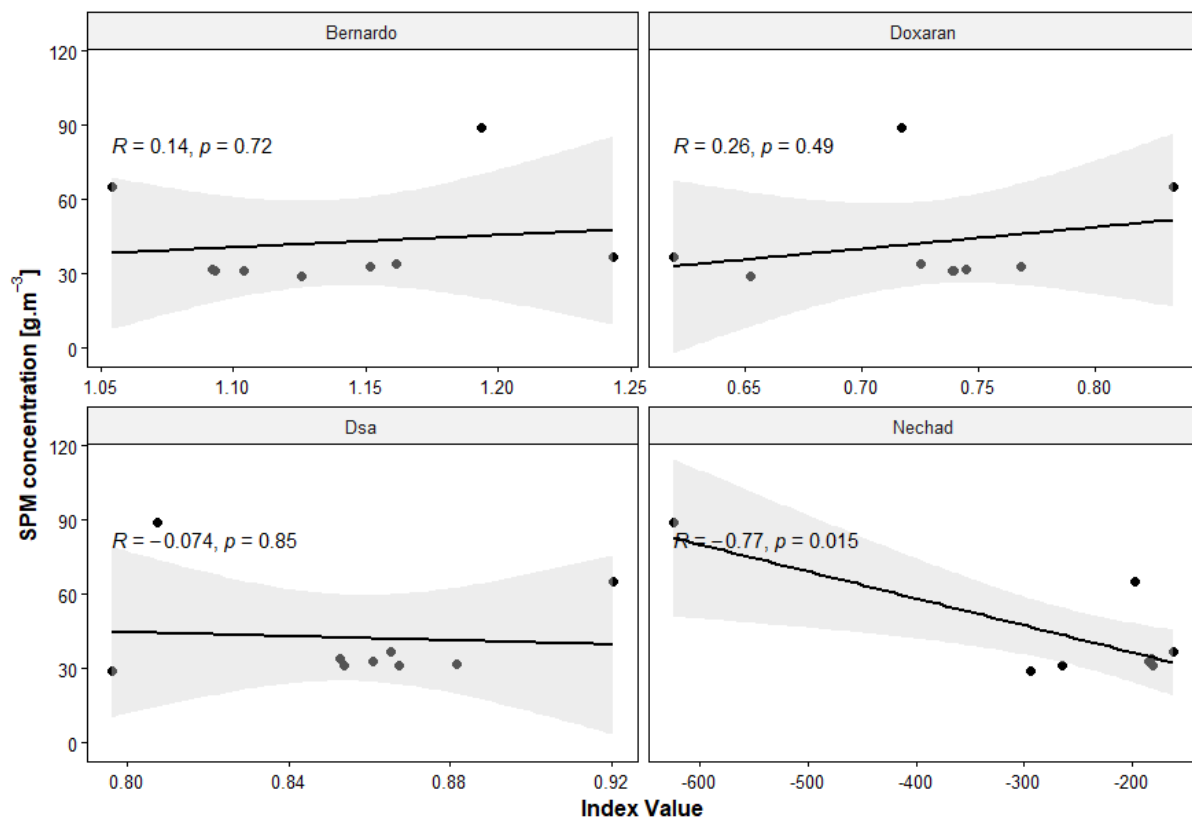 Bernardo
Doxaran
R = 0.14, p = 0.72
R = 0.26, p = 0.49
120
90
60
30
0
1.05 1.10 1.15 1.20 1.25
0.65 0.70 0.75 0.80
Dsa
Nechad
R = −0.074, p = 0.85
R = −0.77, p = 0.015
120
90
60
30
0
0.80 0.84 0.88 0.92
-600 -500 -400 -300 -200
SPM concentration [g.m⁻³]
Index Value